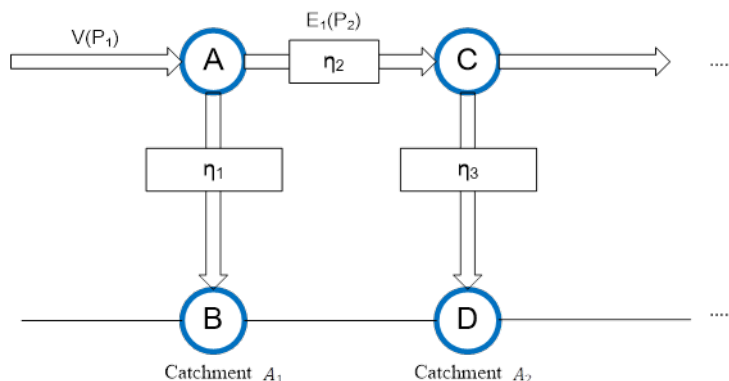 E₁(P₂)
V(P₁)
A
η₂
C
....
η₁
η₃
B
D
....
Catchment A₁
Catchment A₂